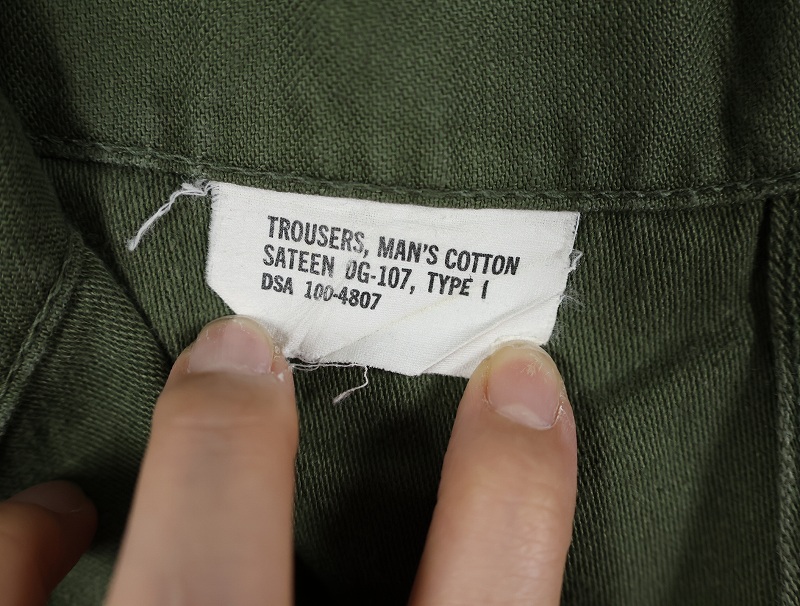 TROUSERS, MAN'S COTTON
SATEEN OG-107, TYPE I
DSA 100-4807